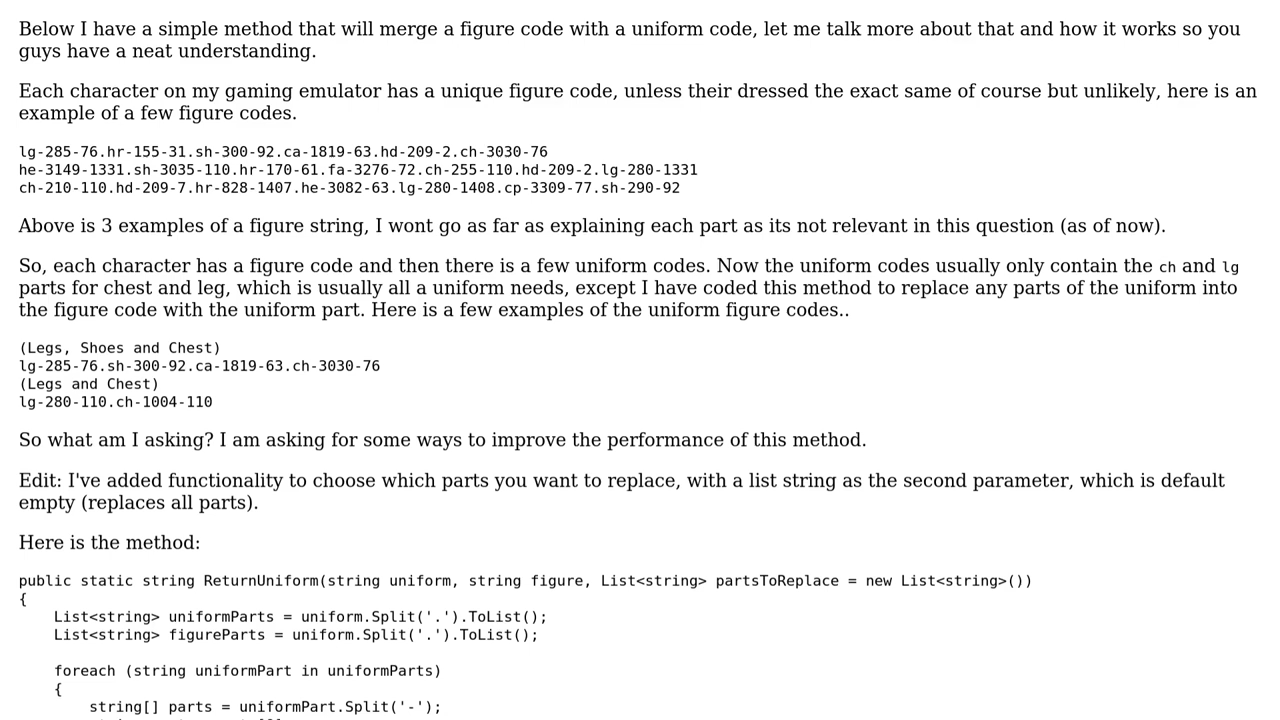 Below I have a simple method that will merge a figure code with a uniform code, let me talk more about that and how it works so you
guys have a neat understanding.
Each character on my gaming emulator has a unique figure code, unless their dressed the exact same of course but unlikely, here is an
example of a few figure codes.
lg-285-76.hr-155-31.sh-300-92.ca-1819-63.hd-209-2.ch-3030-76
he-3149-1331.sh-3035-110.hr-170-61.fa-3276-72.ch-255-110.hd-209-2.lg-280-1331
ch-210-110.hd-209-7.hr-828-1407.he-3082-63.lg-280-1408.cp-3309-77.sh-290-92
Above is 3 examples of a figure string, I wont go as far as explaining each part as its not relevant in this question (as of now).
So, each character has a figure code and then there is a few uniform codes. Now the uniform codes usually only contain the ch and lg
parts for chest and leg, which is usually all a uniform needs, except I have coded this method to replace any parts of the uniform into
the figure code with the uniform part. Here is a few examples of the uniform figure codes..
(Legs, Shoes and Chest)
lg-285-76.sh-300-92.ca-1819-63.ch-3030-76
(Legs and Chest)
lg-280-110.ch-1004-110
So what am I asking? I am asking for some ways to improve the performance of this method.
Edit: I've added functionality to choose which parts you want to replace, with a list string as the second parameter, which is default
empty (replaces all parts).
Here is the method:
public static string ReturnUniform(string uniform, string figure, List<string> partsToReplace = new List<string>())
{
    List<string> uniformParts = uniform.Split('.').ToList();
    List<string> figureParts = uniform.Split('.').ToList();
    foreach (string uniformPart in uniformParts)
    {
        string[] parts = uniformPart.Split('-');